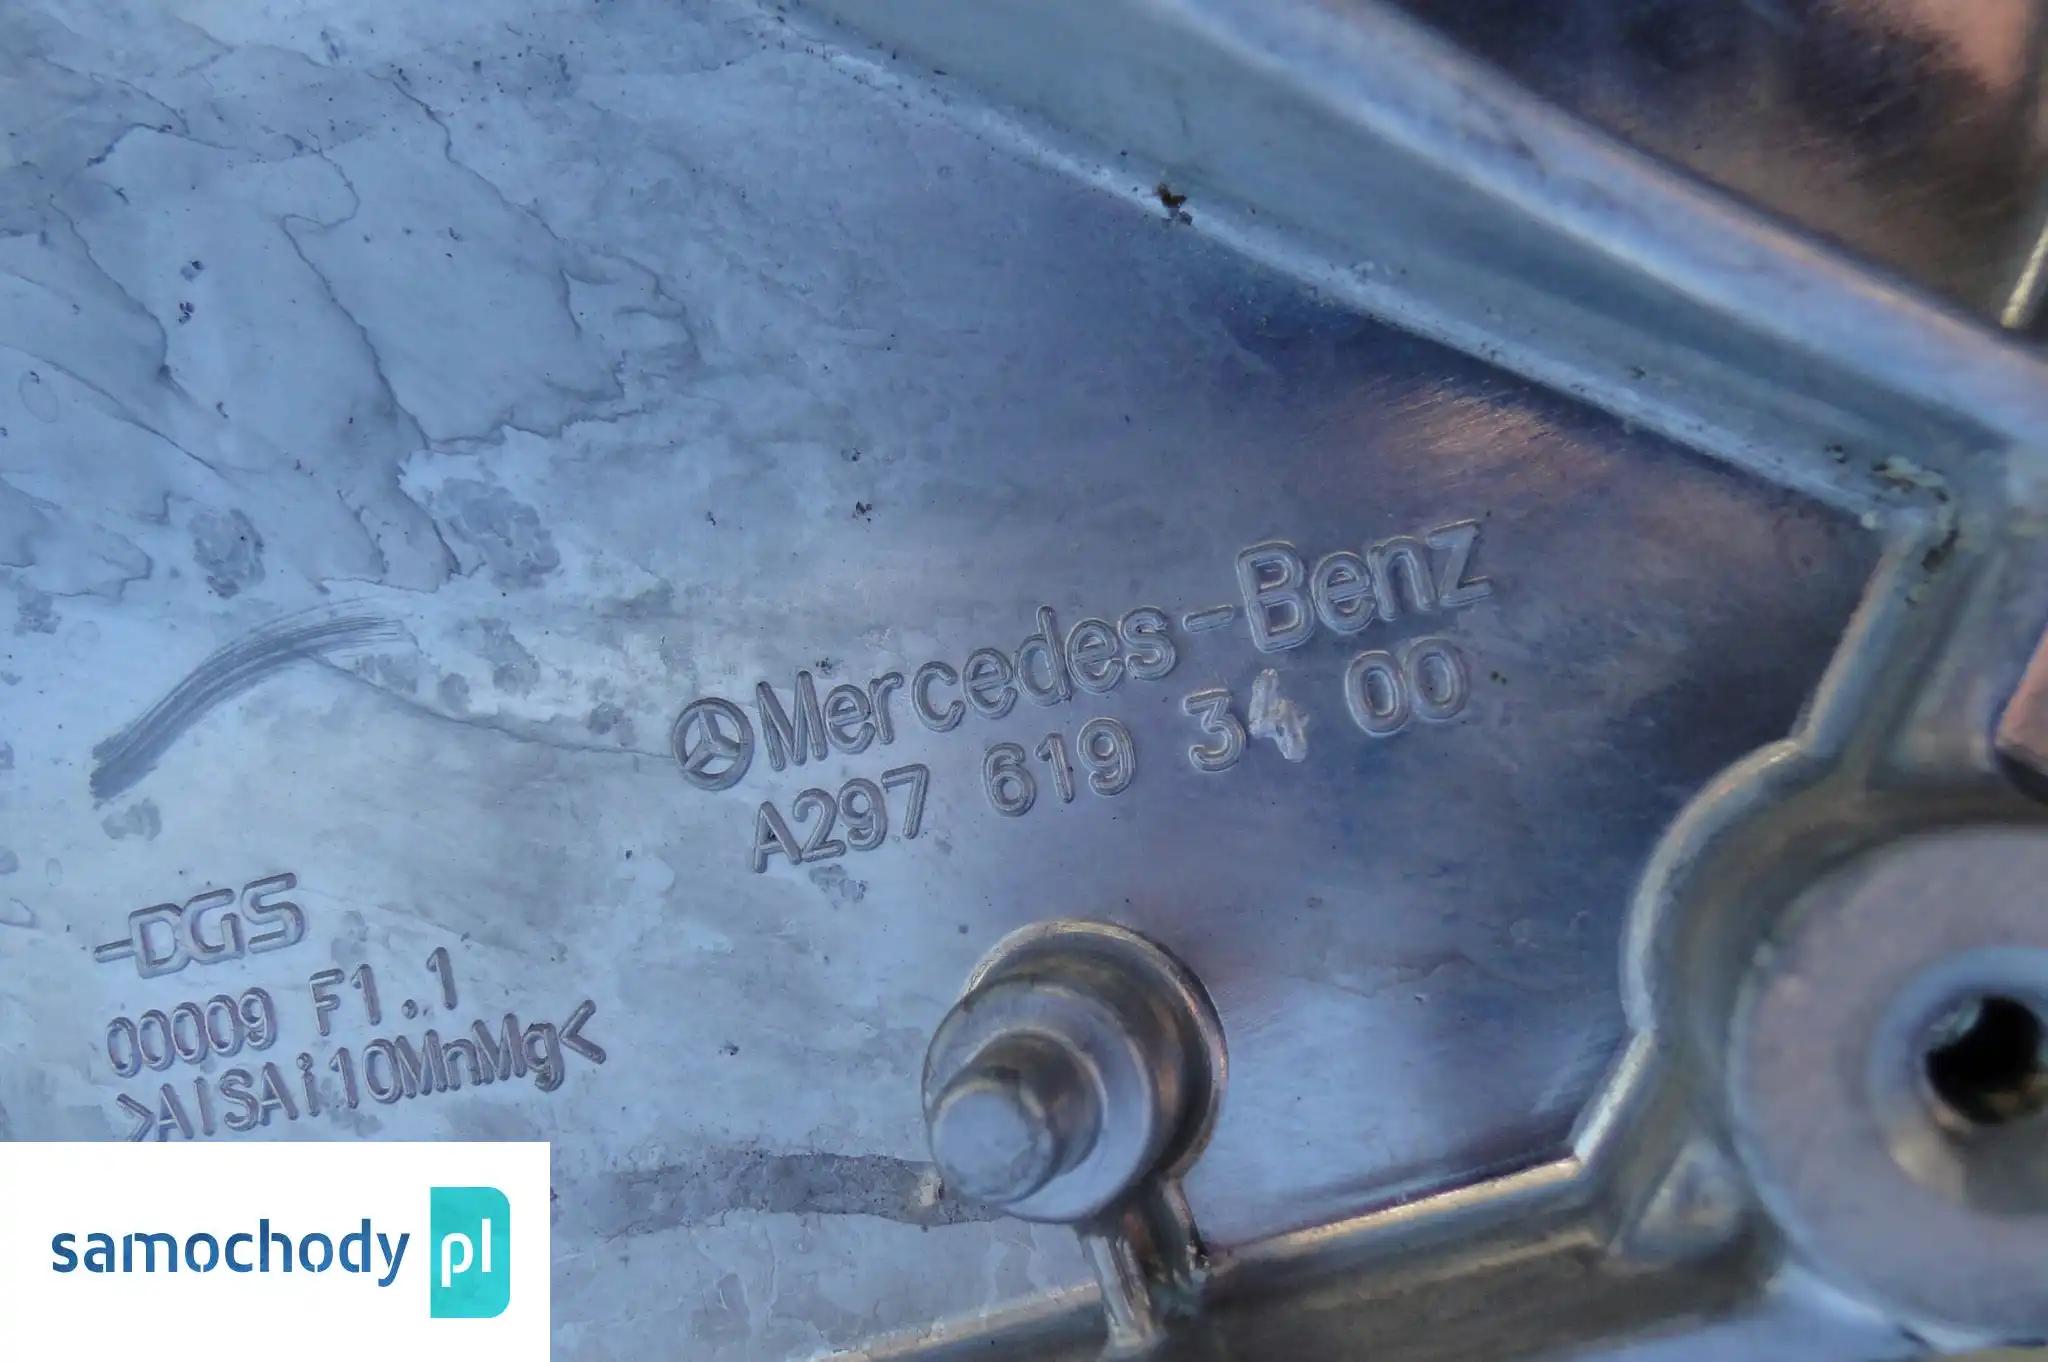 Mercedes-Benz
A297 619 34 00
-DGS
00009 F1.1
>AlSAi10MnMg<
samochody pl